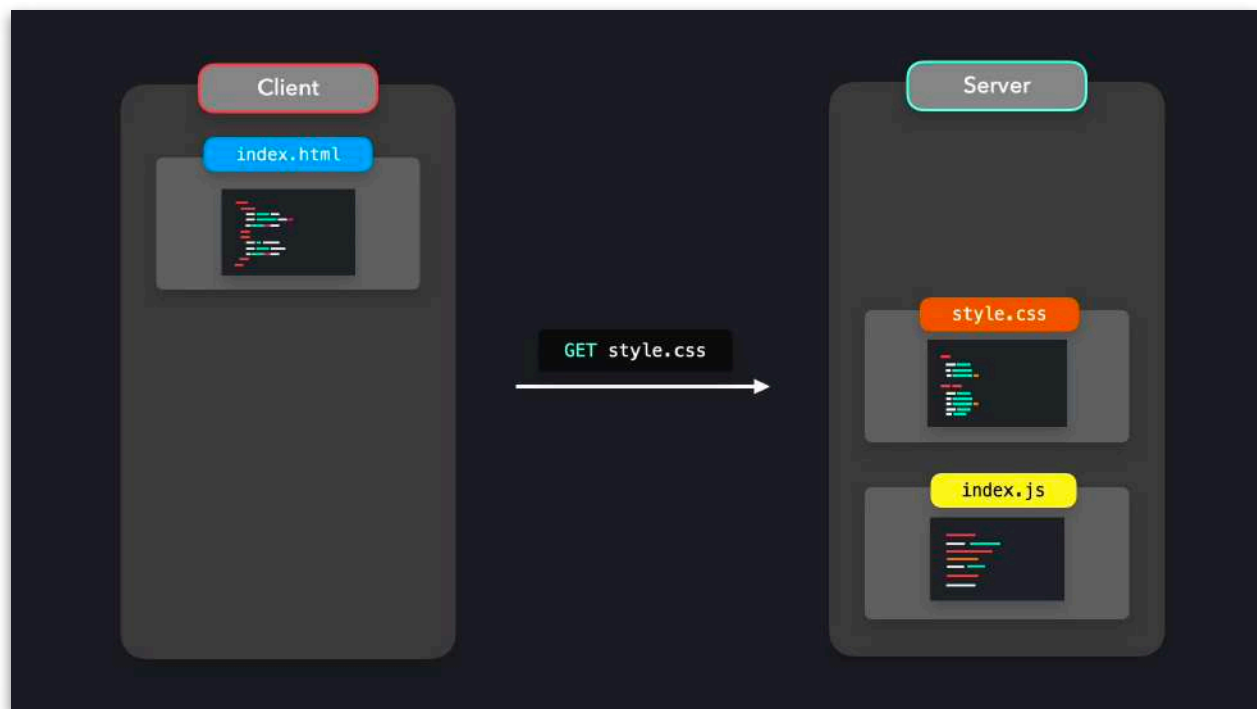 Client
Server
index.html
style.css
GET style.css
index.js